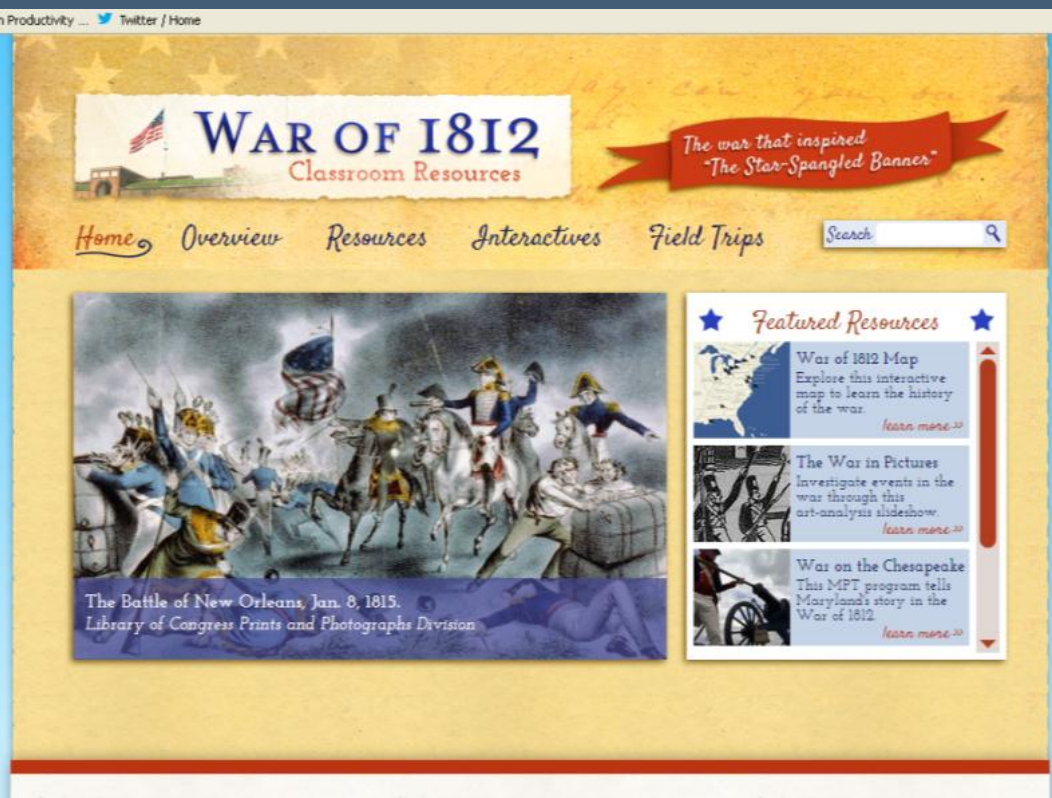 n Productivity ... Twitter / Home
War of 1812
Classroom Resources
The war that inspired
"The Star-Spangled Banner"
Home Overview Resources Interactives Field Trips Search
Featured Resources
War of 1812 Map
Explore this interactive
map to learn the history
of the war.
learn more »
The War in Pictures
Investigate events in the
war through this
art-analysis slideshow.
learn more »
War on the Chesapeake
This MPT program tells
Maryland's story in the
War of 1812.
learn more »
The Battle of New Orleans, Jan. 8, 1815.
Library of Congress Prints and Photographs Division